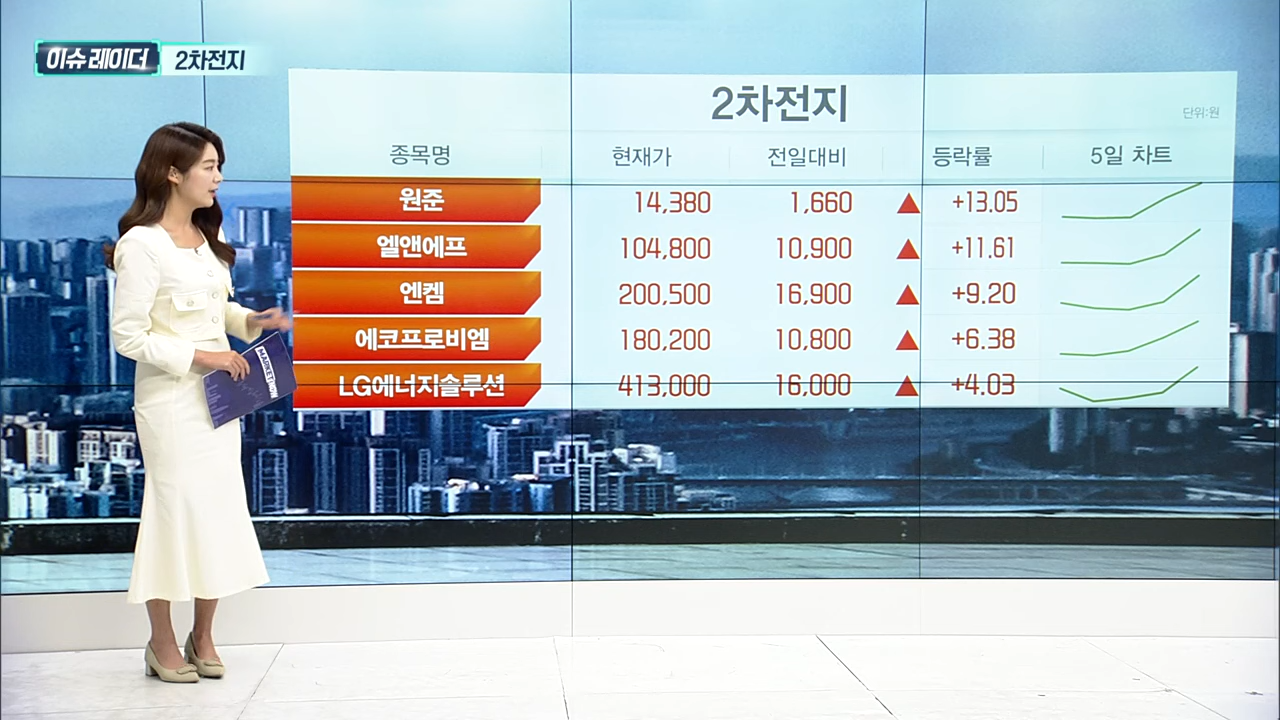 이슈 레이더 2차전지
2차전지
단위:원
종목명 현재가 전일대비 등락률 5일 차트
원준 14,380 1,660 ▲ +13.05
엘앤에프 104,800 10,900 ▲ +11.61
엔켐 200,500 16,900 ▲ +9.20
에코프로비엠 180,200 10,800 ▲ +6.38
LG에너지솔루션 413,000 16,000 ▲ +4.03
MARKETNOW